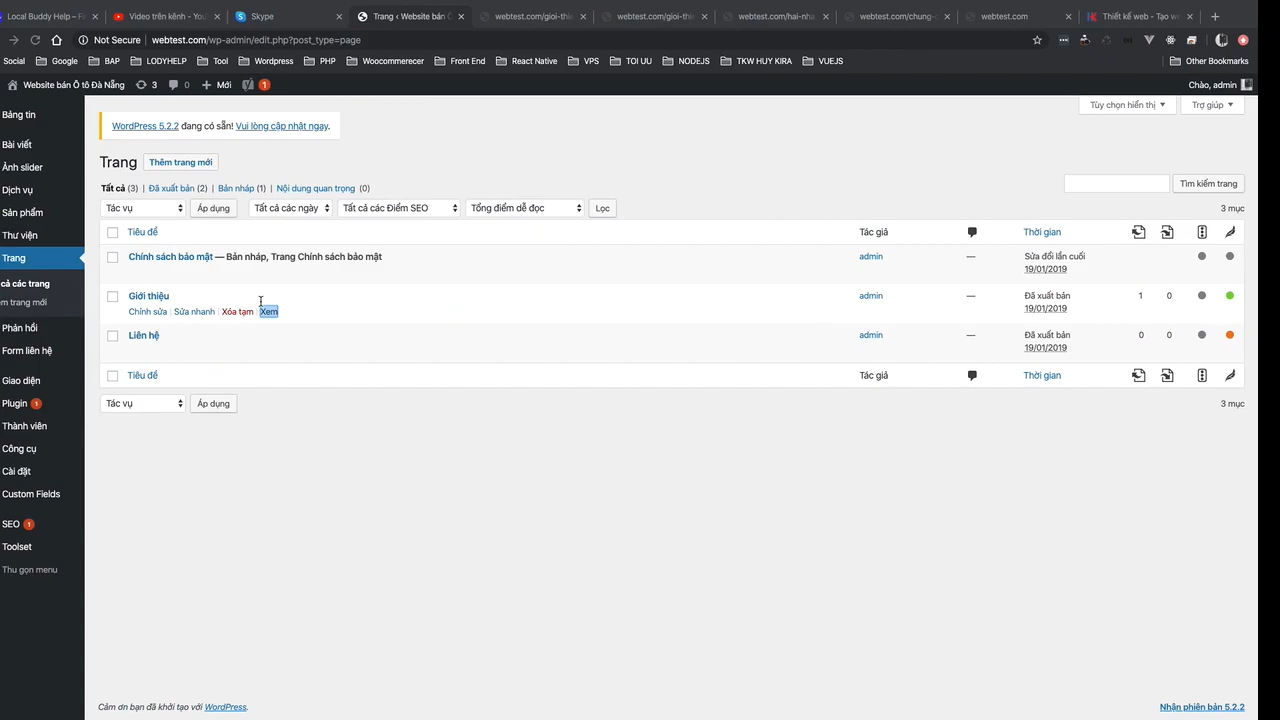 Local Buddy Help – F
Video trên kênh - You
Skype
Trang ‹ Website bán Ô
webtest.com/gioi-thi
webtest.com/gioi-thi
webtest.com/hai-nha
webtest.com/chung-
webtest.com
Thiết kế web - Tạo w
Not Secure
webtest.com/wp-admin/edit.php?post_type=page
Social
Google
BAP
LODYHELP
Tool
Wordpress
PHP
Woocommerecer
Front End
React Native
VPS
TOI UU
NODEJS
TKW HUY KIRA
VUEJS
Other Bookmarks
Website bán Ô tô Đà Nẵng
3
0
Mới
1
Chào, admin
Bảng tin
Bài viết
Ảnh slider
Dịch vụ
Sản phẩm
Thư viện
Trang
cả các trang
êm trang mới
Phản hồi
Form liên hệ
Giao diện
Plugin 1
Thành viên
Công cụ
Cài đặt
Custom Fields
SEO 1
Toolset
Thu gọn menu
Tùy chọn hiển thị
Trợ giúp
WordPress 5.2.2 đang có sẵn! Vui lòng cập nhật ngay.
Trang
Thêm trang mới
Tất cả (3) | Đã xuất bản (2) | Bản nháp (1) | Nội dung quan trọng (0)
Tìm kiếm trang
Tác vụ
Áp dụng
Tất cả các ngày
Tất cả các Điểm SEO
Tổng điểm dễ đọc
Lọc
3 mục
Tiêu đề
Tác giả
Thời gian
Chính sách bảo mật — Bản nháp, Trang Chính sách bảo mật
admin
—
Sửa đổi lần cuối
19/01/2019
Giới thiệu
Chỉnh sửa | Sửa nhanh | Xóa tạm | Xem
admin
—
Đã xuất bản
19/01/2019
1
0
Liên hệ
admin
—
Đã xuất bản
19/01/2019
0
0
Tiêu đề
Tác giả
Thời gian
Tác vụ
Áp dụng
3 mục
Cảm ơn bạn đã khởi tạo với WordPress.
Nhận phiên bản 5.2.2